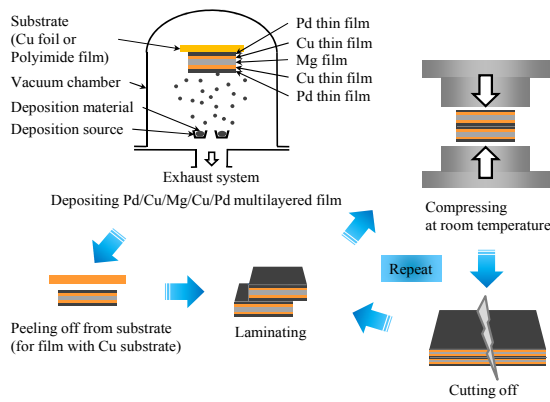 Substrate
(Cu foil or
Polyimide film)
Vacuum chamber
Deposition material
Deposition source
Pd thin film
Cu thin film
Mg film
Cu thin film
Pd thin film
Exhaust system
Depositing Pd/Cu/Mg/Cu/Pd multilayered film
Compressing
at room temperature
Peeling off from substrate
(for film with Cu substrate)
Laminating
Repeat
Cutting off